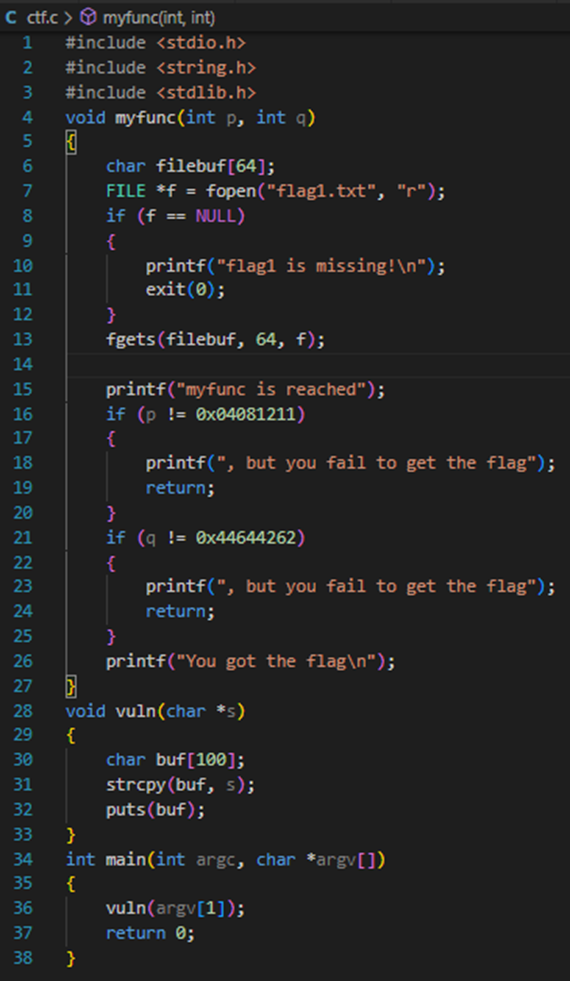 C ctf.c > myfunc(int, int)
1 #include <stdio.h>
2 #include <string.h>
3 #include <stdlib.h>
4 void myfunc(int p, int q)
5 {
6     char filebuf[64];
7     FILE *f = fopen("flag1.txt", "r");
8     if (f == NULL)
9     {
10         printf("flag1 is missing!\n");
11         exit(0);
12     }
13     fgets(filebuf, 64, f);
14
15     printf("myfunc is reached");
16     if (p != 0x04081211)
17     {
18         printf(", but you fail to get the flag");
19         return;
20     }
21     if (q != 0x44644262)
22     {
23         printf(", but you fail to get the flag");
24         return;
25     }
26     printf("You got the flag\n");
27 }
28 void vuln(char *s)
29 {
30     char buf[100];
31     strcpy(buf, s);
32     puts(buf);
33 }
34 int main(int argc, char *argv[])
35 {
36     vuln(argv[1]);
37     return 0;
38 }